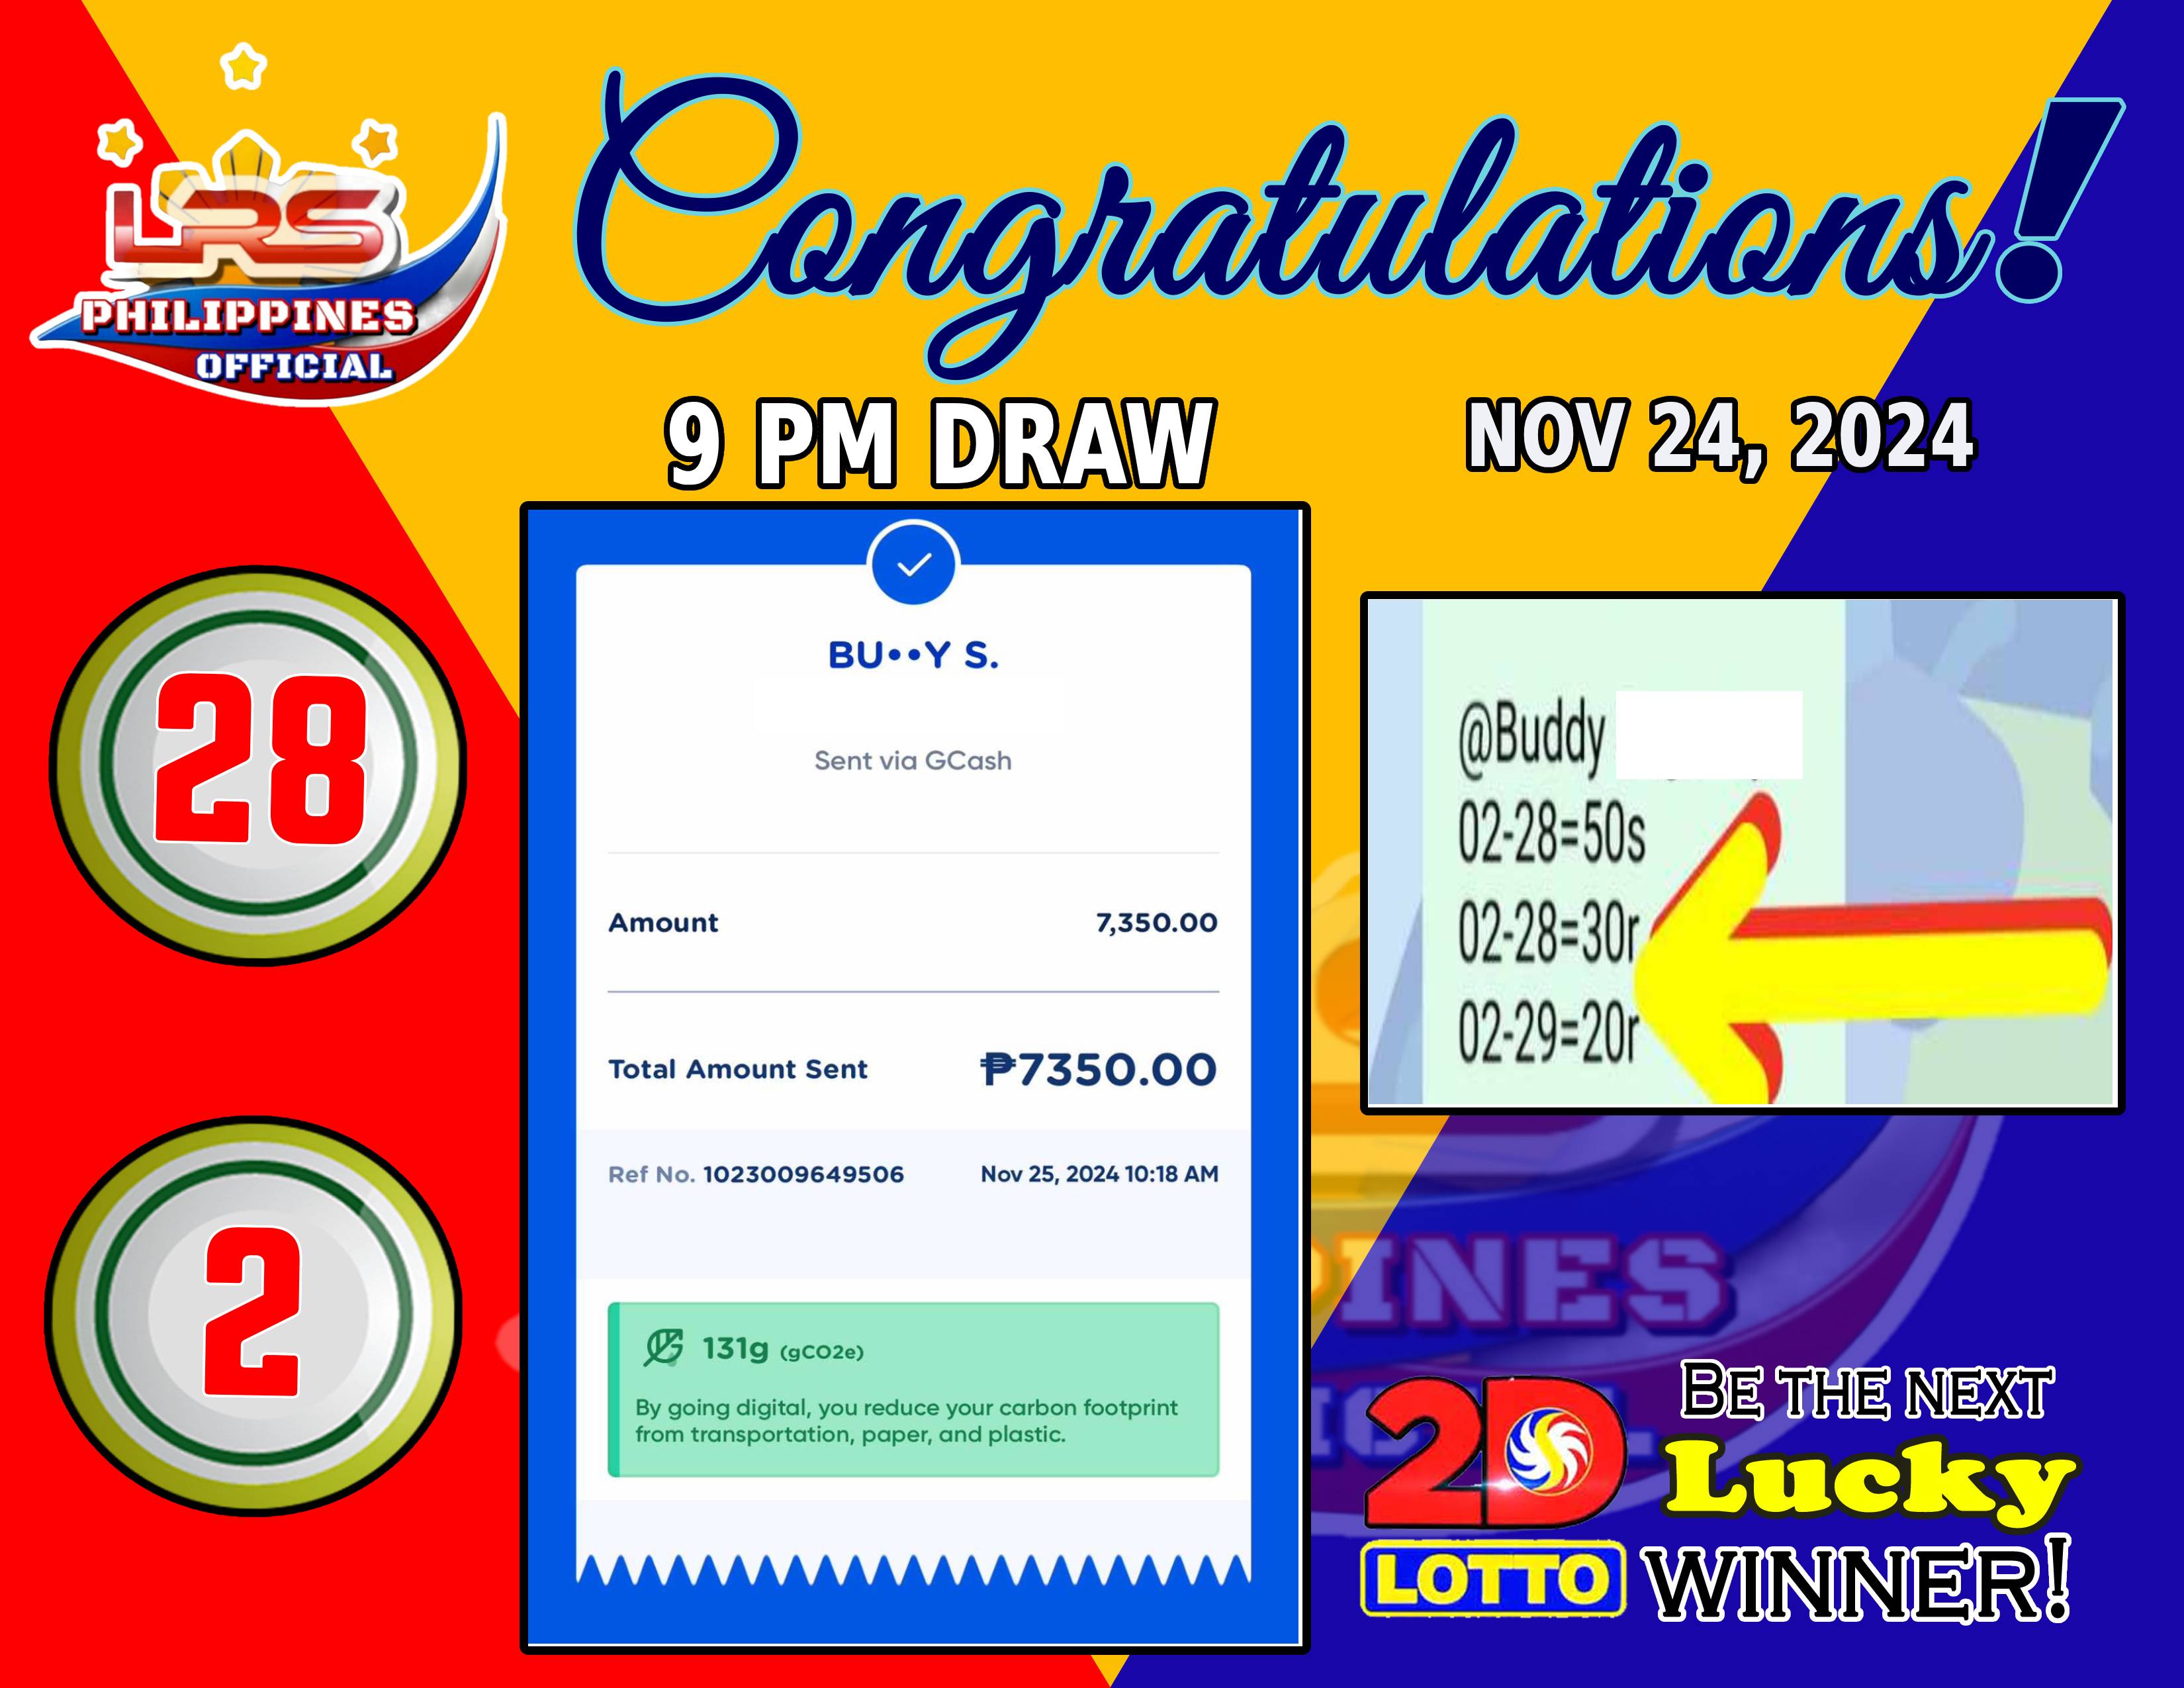 LRS
PHILIPPINES
OFFICIAL
Congratulations!
9 PM DRAW
NOV 24, 2024
28
2
BU••Y S.
Sent via GCash
Amount 7,350.00
Total Amount Sent ₱7350.00
Ref No. 1023009649506 Nov 25, 2024 10:18 AM
131g (gCO2e)
By going digital, you reduce your carbon footprint
from transportation, paper, and plastic.
@Buddy
02-28=50s
02-28=30r
02-29=20r
PINES
2D
LOTTO
BE THE NEXT
Lucky
WINNER!